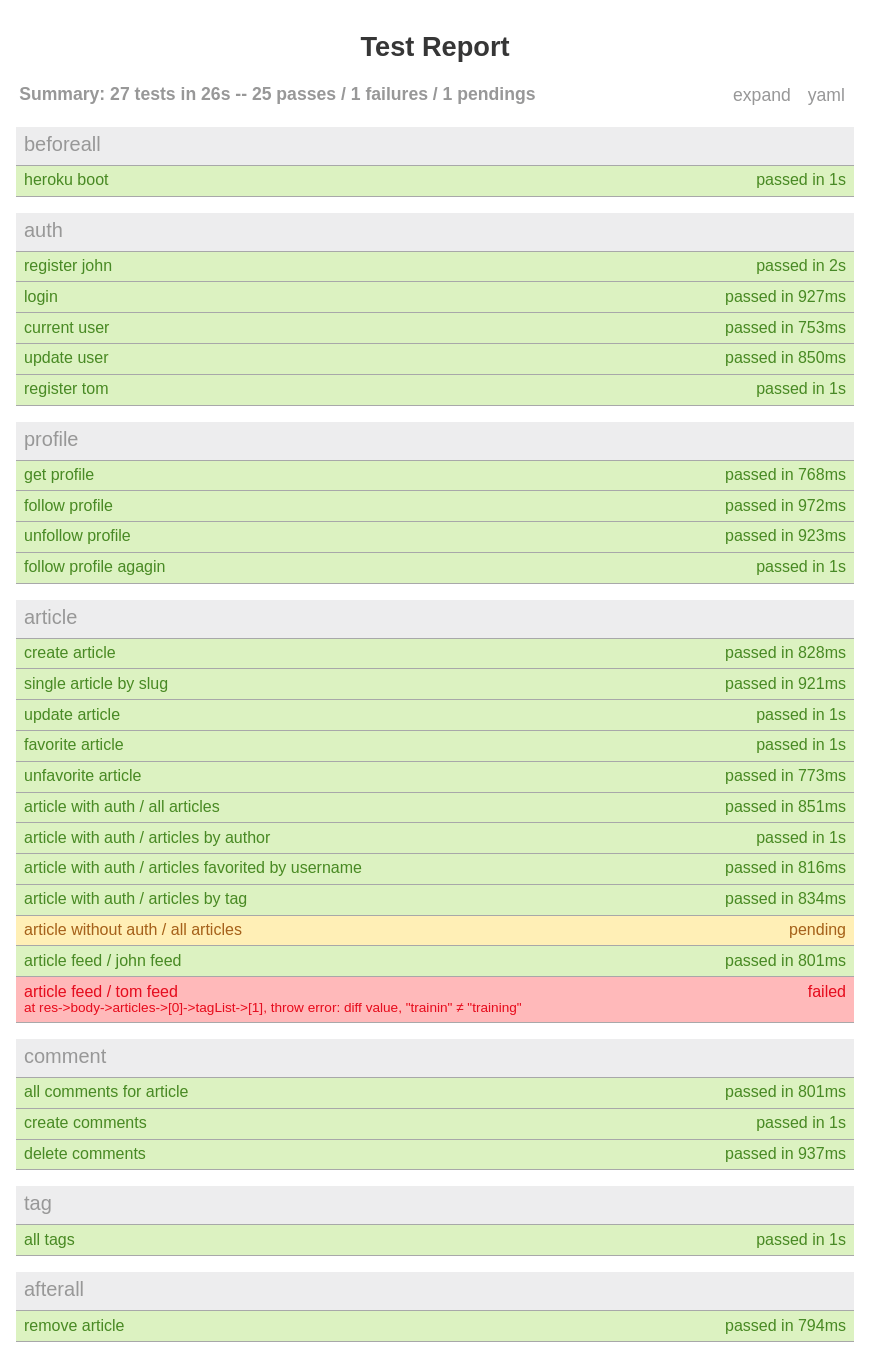 Test Report
Summary: 27 tests in 26s -- 25 passes / 1 failures / 1 pendings expand yaml
beforeall
heroku boot passed in 1s
auth
register john passed in 2s
login passed in 927ms
current user passed in 753ms
update user passed in 850ms
register tom passed in 1s
profile
get profile passed in 768ms
follow profile passed in 972ms
unfollow profile passed in 923ms
follow profile agagin passed in 1s
article
create article passed in 828ms
single article by slug passed in 921ms
update article passed in 1s
favorite article passed in 1s
unfavorite article passed in 773ms
article with auth / all articles passed in 851ms
article with auth / articles by author passed in 1s
article with auth / articles favorited by username passed in 816ms
article with auth / articles by tag passed in 834ms
article without auth / all articles pending
article feed / john feed passed in 801ms
article feed / tom feed failed
at res->body->articles->[0]->tagList->[1], throw error: diff value, "trainin" ≠ "training"
comment
all comments for article passed in 801ms
create comments passed in 1s
delete comments passed in 937ms
tag
all tags passed in 1s
afterall
remove article passed in 794ms